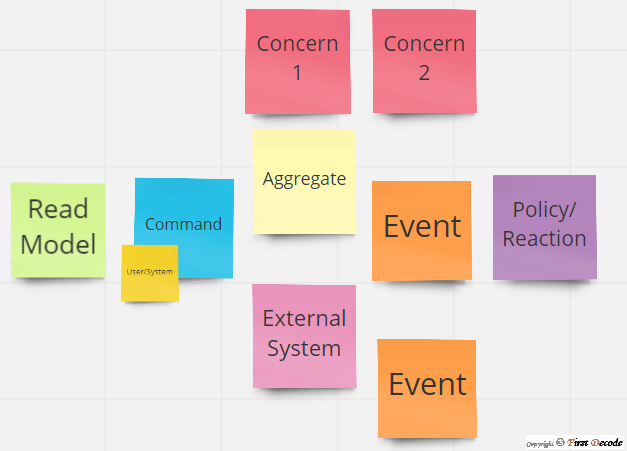 Concern
1
Concern
2
Aggregate
Read
Model
Command
User/System
Event
Policy/
Reaction
External
System
Event
Copyright © First Decode